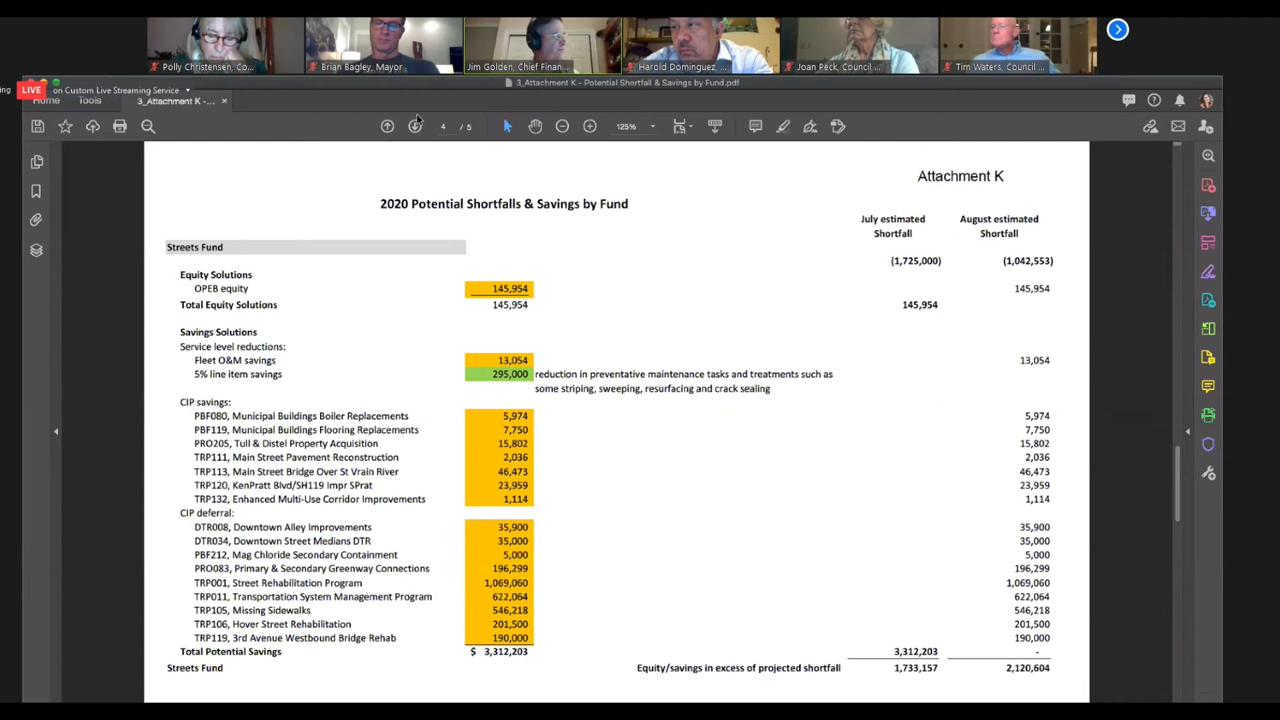 Polly Christensen, Co...
Brian Bagley, Mayor
Jim Golden, Chief Finan...
Harold Dominguez, ...
Joan Peck, Council ...
Tim Waters, Council ...
3_Attachment K - Potential Shortfall & Savings by Fund.pdf
ing LIVE on Custom Live Streaming Service
Home Tools 3_Attachment K -... ×
4 / 5 125%
Attachment K
2020 Potential Shortfalls & Savings by Fund
July estimated Shortfall
August estimated Shortfall
Streets Fund
(1,725,000) (1,042,553)
Equity Solutions
OPEB equity 145,954 145,954
Total Equity Solutions 145,954 145,954
Savings Solutions
Service level reductions:
Fleet O&M savings 13,054 13,054
5% line item savings 295,000 reduction in preventative maintenance tasks and treatments such as
some striping, sweeping, resurfacing and crack sealing
CIP savings:
PBF080, Municipal Buildings Boiler Replacements 5,974 5,974
PBF119, Municipal Buildings Flooring Replacements 7,750 7,750
PRO205, Tull & Distel Property Acquisition 15,802 15,802
TRP111, Main Street Pavement Reconstruction 2,036 2,036
TRP113, Main Street Bridge Over St Vrain River 46,473 46,473
TRP120, KenPratt Blvd/SH119 Impr SPrat 23,959 23,959
TRP132, Enhanced Multi-Use Corridor Improvements 1,114 1,114
CIP deferral:
DTR008, Downtown Alley Improvements 35,900 35,900
DTR034, Downtown Street Medians DTR 35,000 35,000
PBF212, Mag Chloride Secondary Containment 5,000 5,000
PRO083, Primary & Secondary Greenway Connections 196,299 196,299
TRP001, Street Rehabilitation Program 1,069,060 1,069,060
TRP011, Transportation System Management Program 622,064 622,064
TRP105, Missing Sidewalks 546,218 546,218
TRP106, Hover Street Rehabilitation 201,500 201,500
TRP119, 3rd Avenue Westbound Bridge Rehab 190,000 190,000
Total Potential Savings $ 3,312,203 3,312,203 -
Streets Fund Equity/savings in excess of projected shortfall 1,733,157 2,120,604